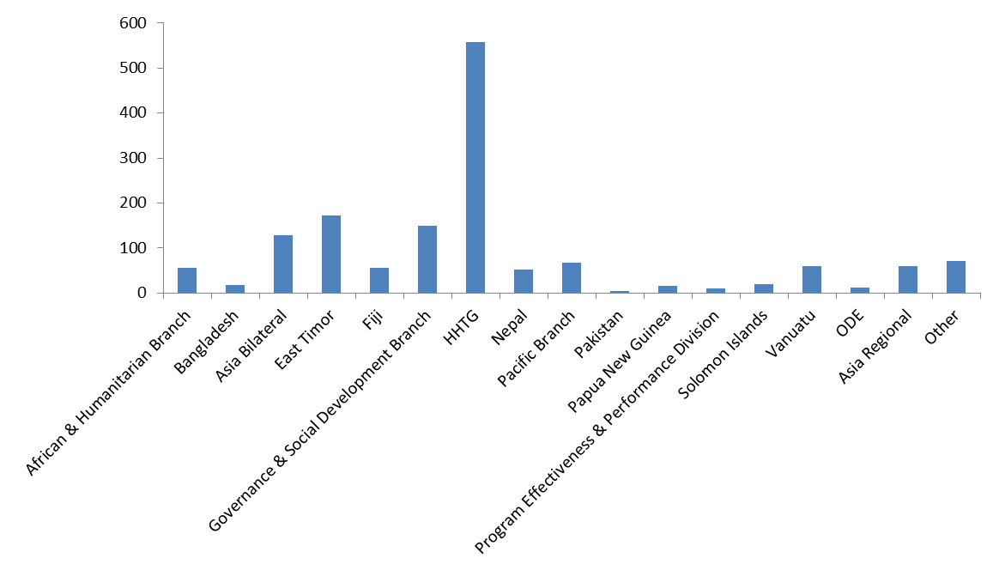 600
500
400
300
200
100
0
African & Humanitarian Branch
Bangladesh
Asia Bilateral
East Timor
Fiji
Governance & Social Development Branch
HHTG
Nepal
Pacific Branch
Pakistan
Papua New Guinea
Program Effectiveness & Performance Division
Solomon Islands
Vanuatu
ODE
Asia Regional
Other